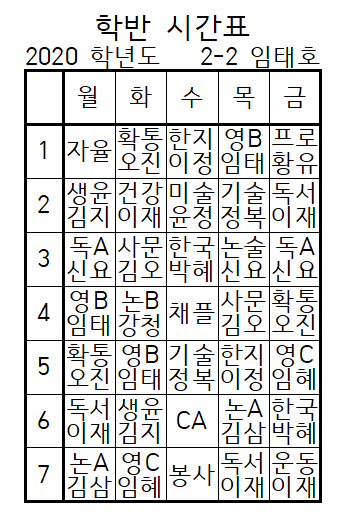 학반 시간표
2020 학년도 2-2 임태호
월 화 수 목 금
1 자율 확통 오진 한지 이정 영B 임태 프로 황유
2 생윤 김지 건강 이재 미술 윤정 기술 정복 독서 이재
3 독A 신요 사문 김오 한국 박혜 논술 신요 독A 신요
4 영B 임태 논B 강청 채플 사문 김오 확통 오진
5 확통 오진 영B 임태 기술 정복 한지 이정 영C 임혜
6 독서 이재 생윤 김지 CA 논A 김삼 한국 박혜
7 논A 김삼 영C 임혜 봉사 독서 이재 운동 이재